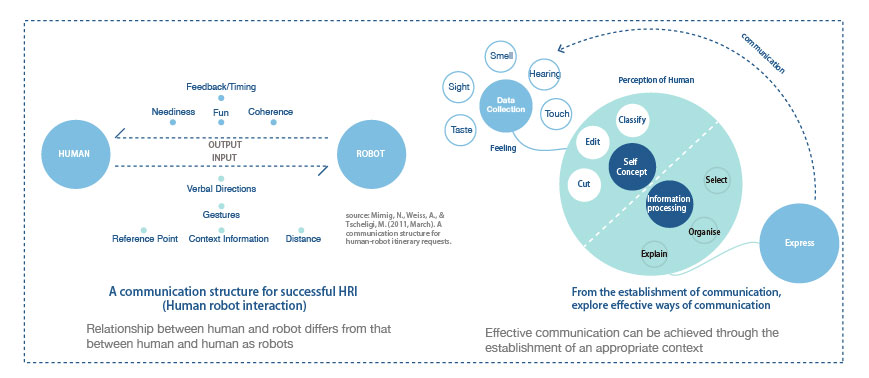 Feedback/Timing
Neediness
Fun
Coherence
HUMAN
OUTPUT
INPUT
ROBOT
Verbal Directions
Gestures
Reference Point
Context Information
Distance
source: Mirnig, N., Weiss, A., &
Tscheligi, M. (2011, March). A
communication structure for
human-robot itinerary requests.
A communication structure for successful HRI
(Human robot interaction)
Relationship between human and robot differs from that
between human and human as robots
communication
Smell
Hearing
Sight
Data
Collection
Touch
Taste
Feeling
Perception of Human
Classify
Edit
Self
Concept
Cut
Select
Information
processing
Organise
Explain
Express
From the establishment of communication,
explore effective ways of communication
Effective communication can be achieved through the
establishment of an appropriate context